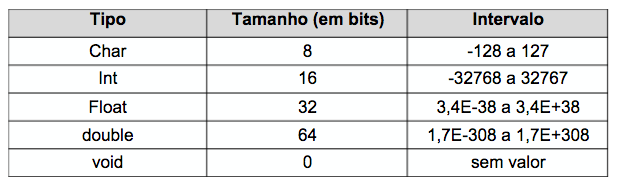 Tipo Tamanho (em bits) Intervalo
Char 8 -128 a 127
Int 16 -32768 a 32767
Float 32 3,4E-38 a 3,4E+38
double 64 1,7E-308 a 1,7E+308
void 0 sem valor